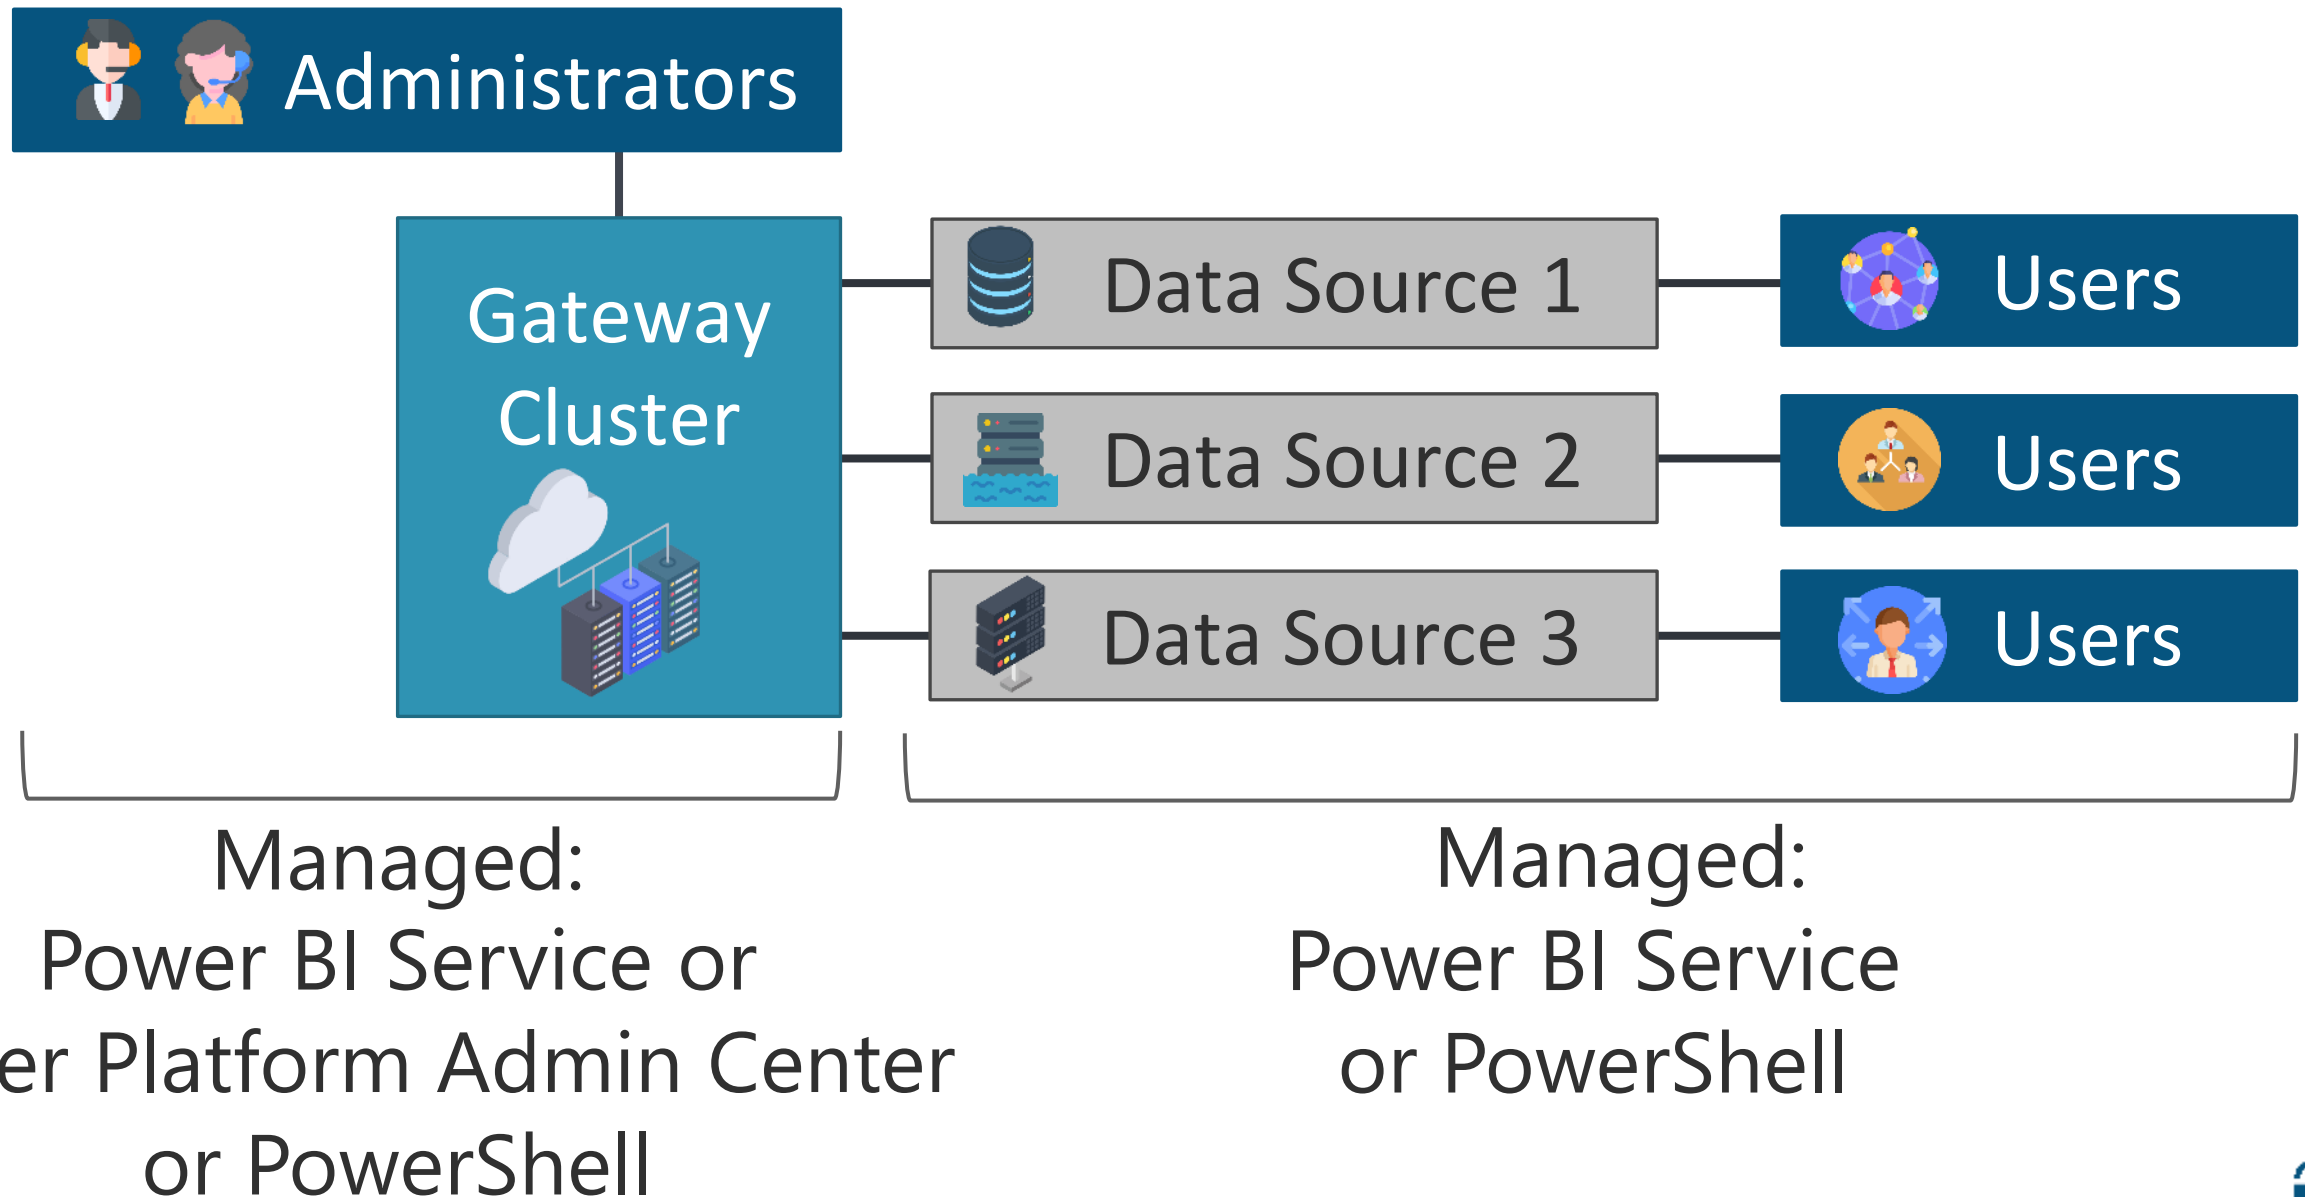 Administrators
Gateway
Cluster
Data Source 1
Users
Data Source 2
Users
Data Source 3
Users
Managed:
Power BI Service or
er Platform Admin Center
or PowerShell
Managed:
Power BI Service
or PowerShell